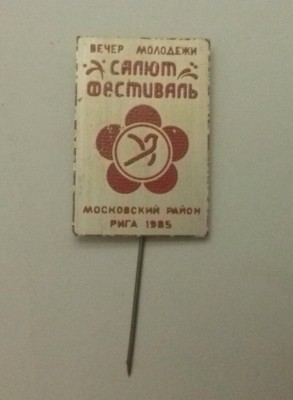 ВЕЧЕР МОЛОДЕЖИ
САЛЮТ
ФЕСТИВАЛЬ
МОСКОВСКИЙ РАЙОН
РИГА 1985